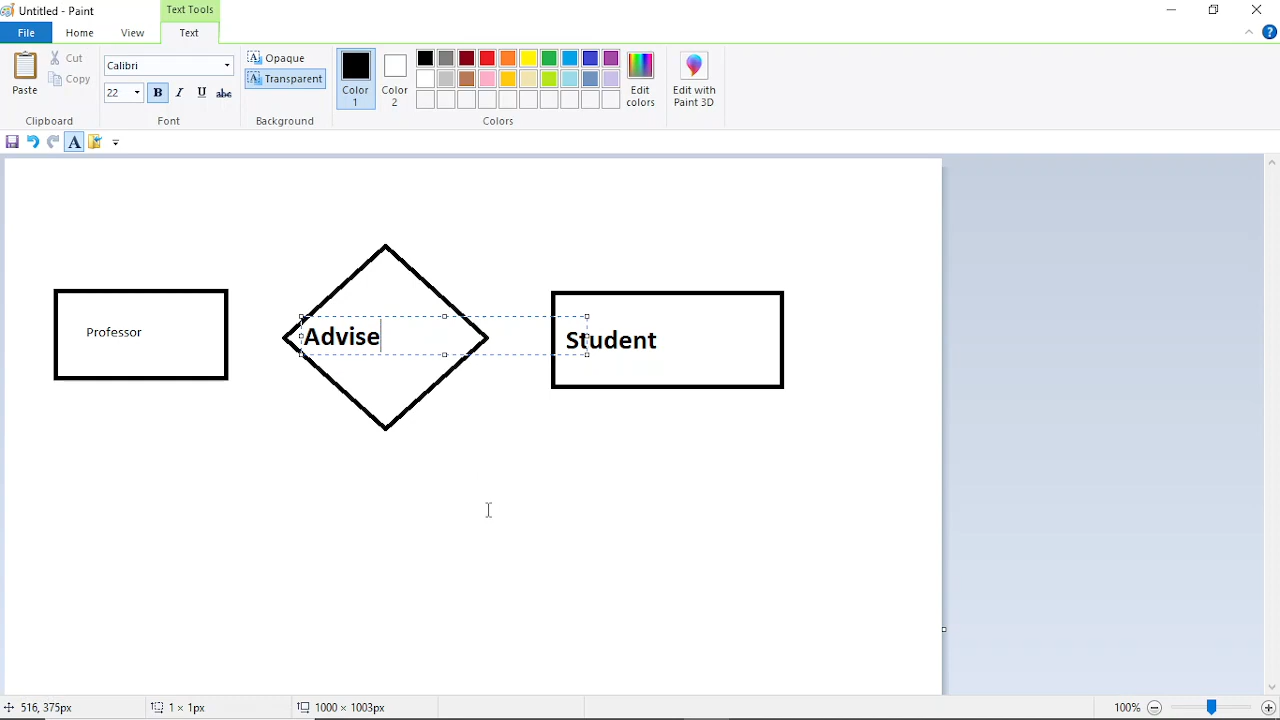 Untitled - Paint
Text Tools
File Home View Text
Paste
Cut
Copy
Clipboard
Calibri
22
B I U abc
Font
Opaque
Transparent
Background
Color 1
Color 2
Edit colors
Colors
Edit with Paint 3D
A
Professor
Advise
Student
516, 375px
1 × 1px
1000 × 1003px
100%